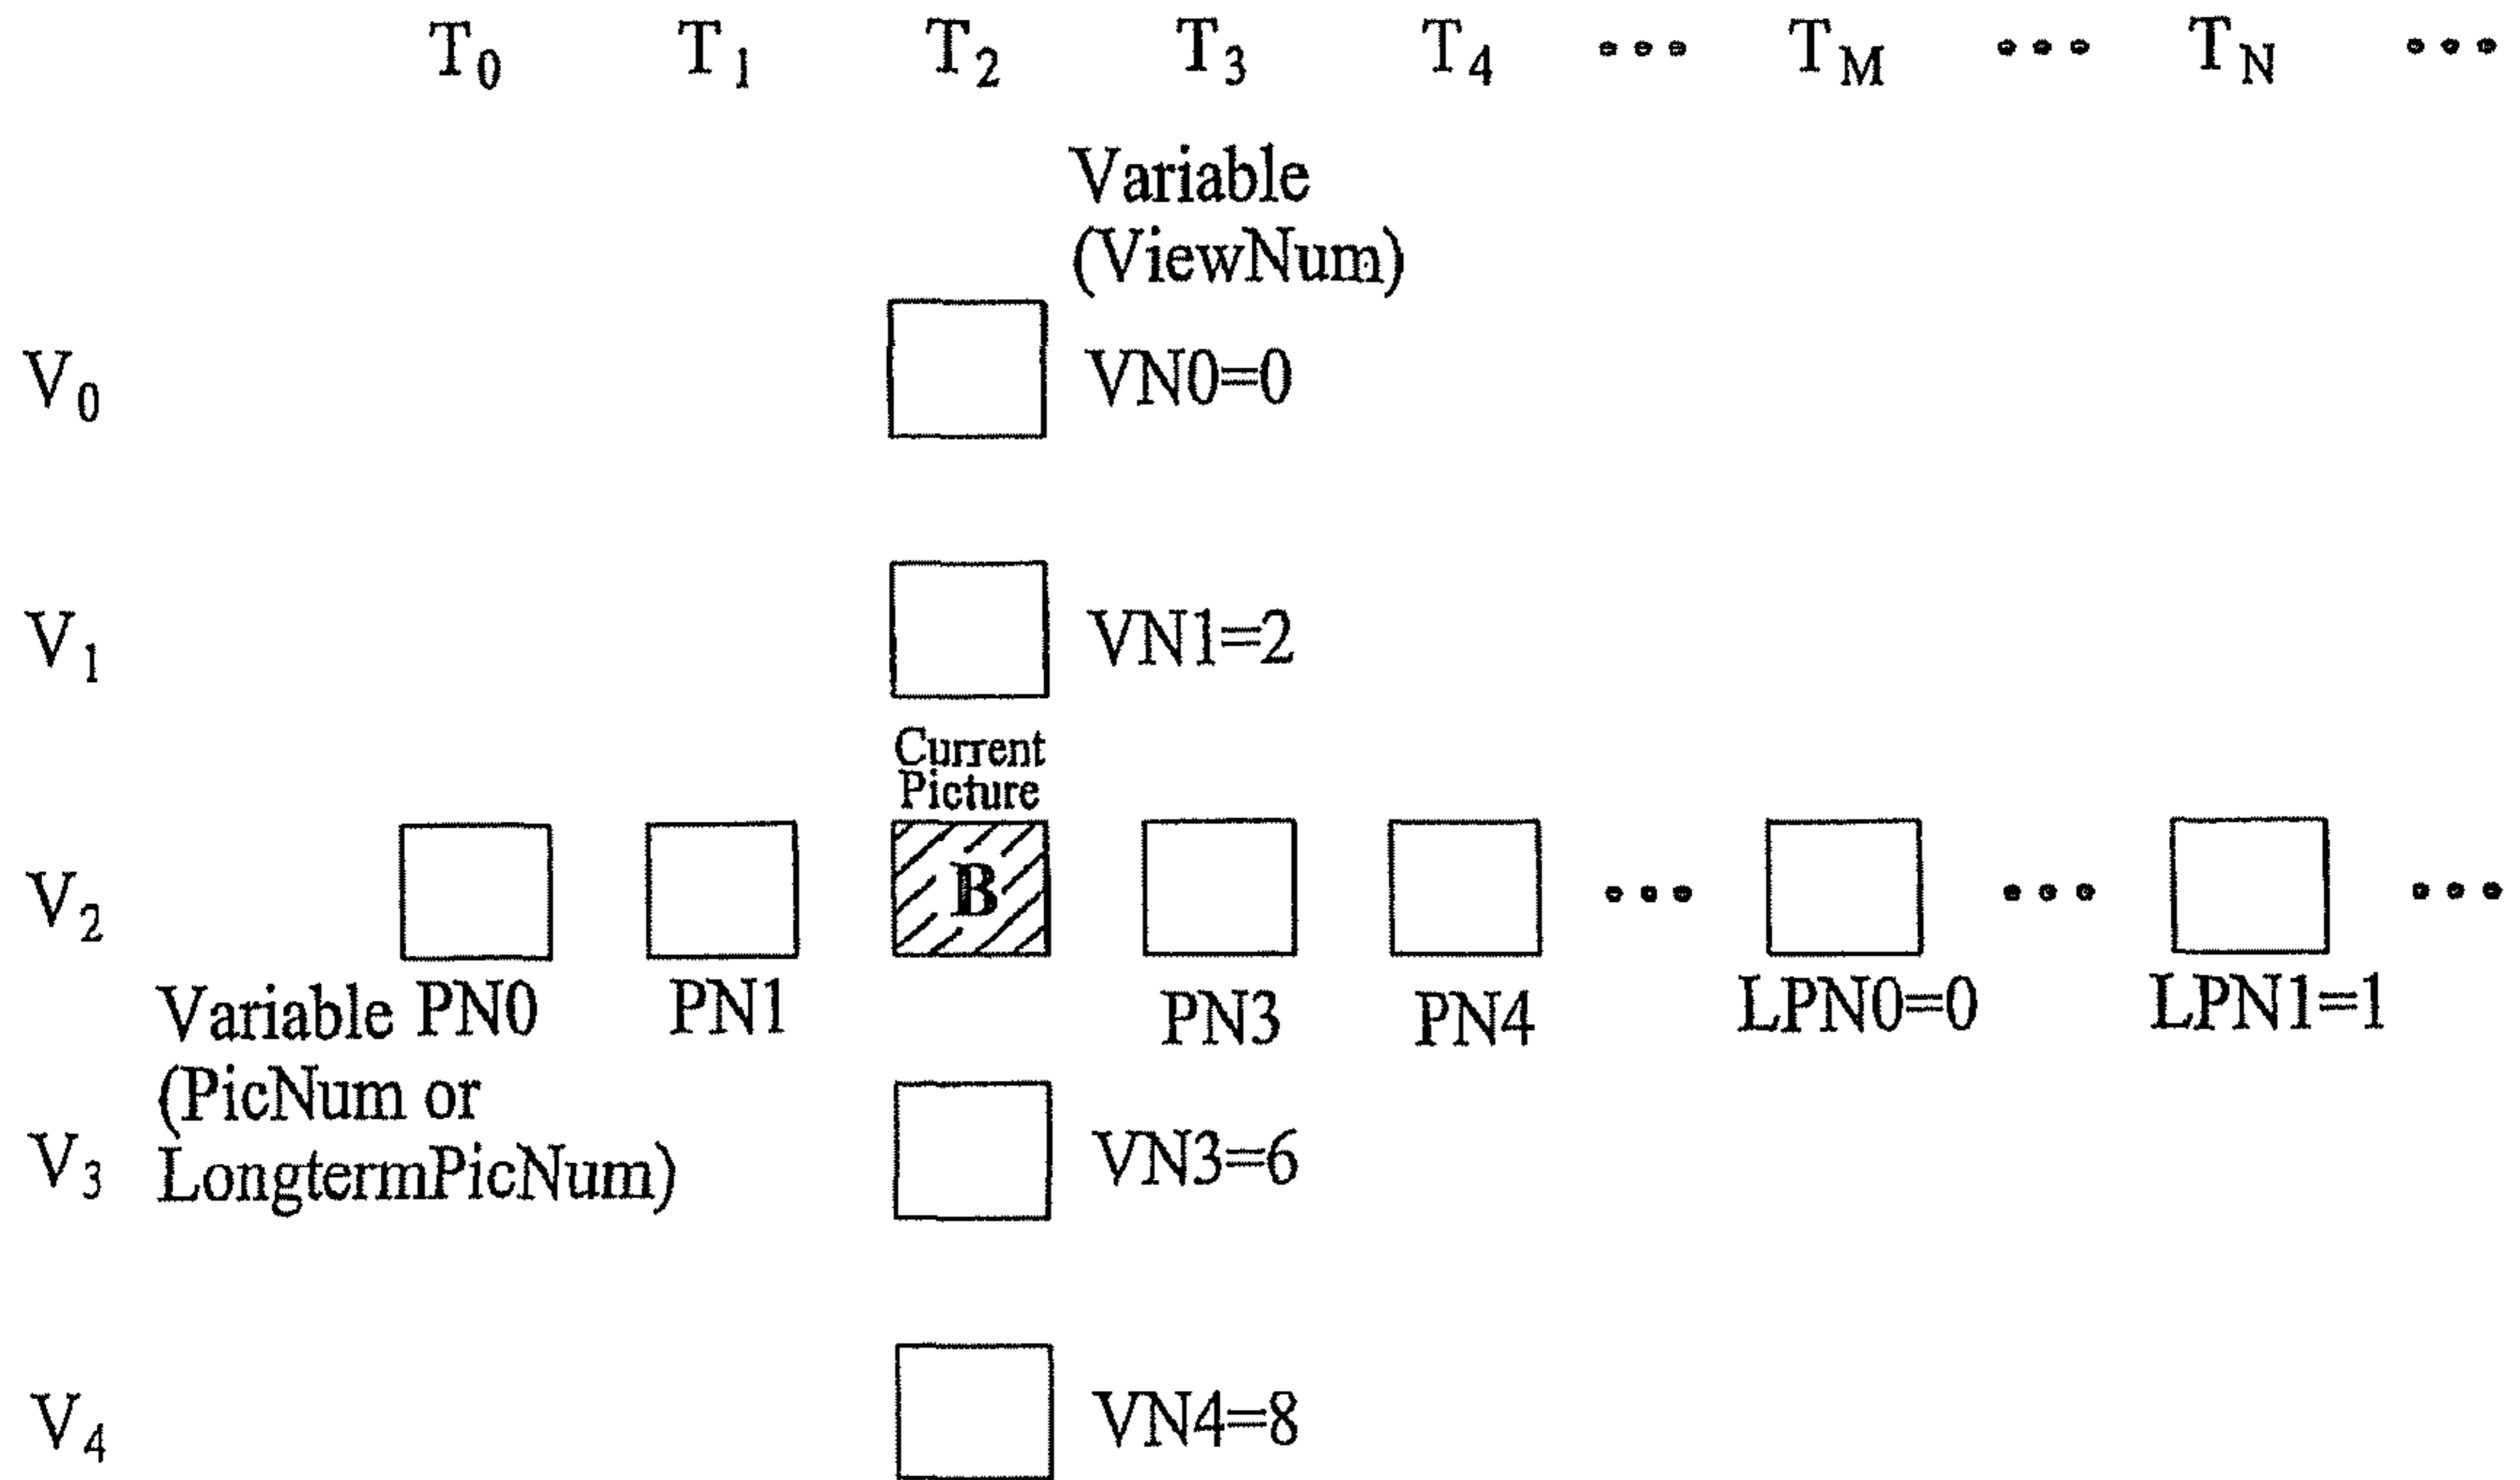 T0 T1 T2 T3 T4 ••• TM ••• TN •••
Variable
(ViewNum)
V0 VN0=0
V1 VN1=2
Current
Picture
V2 B ••• ••• •••
Variable PN0 PN1 PN3 PN4 LPN0=0 LPN1=1
(PicNum or
V3 LongtermPicNum) VN3=6
V4 VN4=8